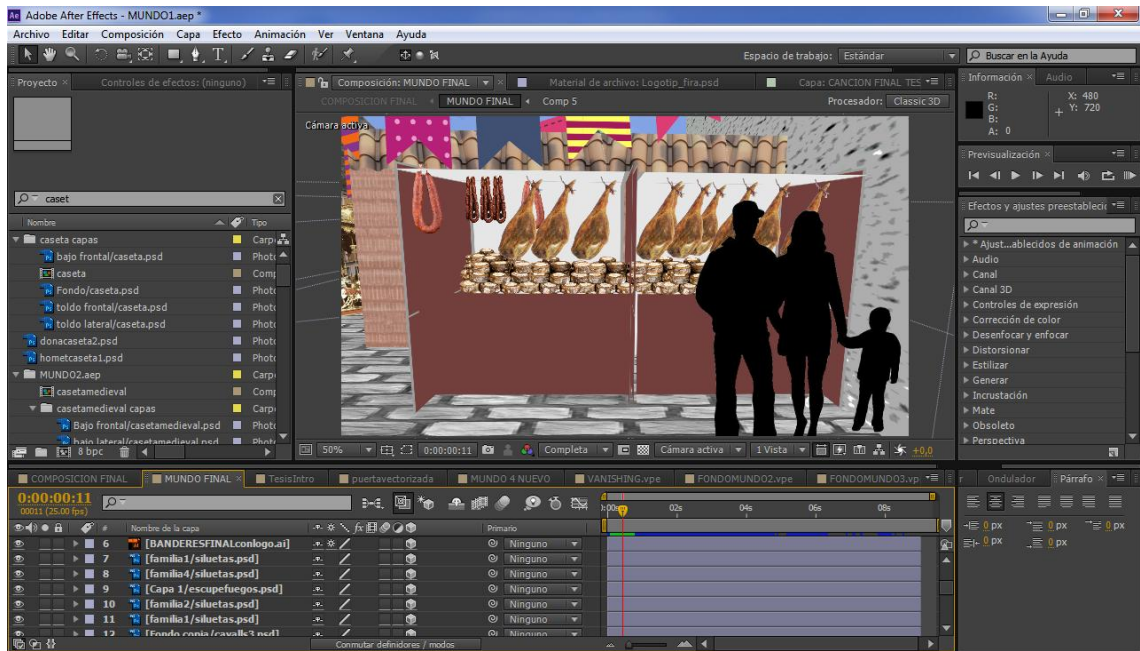 Adobe After Effects - MUNDO1.aep *
Archivo Editar Composición Capa Efecto Animación Ver Ventana Ayuda
Espacio de trabajo: Estándar
Buscar en la Ayuda
Proyecto × Controles de efectos: (ninguno)
Composición: MUNDO FINAL
Material de archivo: Logotip_fira.psd
Capa: CANCION FINAL TES
Información × Audio
COMPOSICION FINAL MUNDO FINAL Comp 5
Procesador: Classic 3D
R:
G:
B:
A: 0
X: 480
Y: 720
Cámara activa
Previsualización ×
caset
Nombre Tipo
caseta capas
bajo frontal/caseta.psd
caseta
Fondo/caseta.psd
toldo frontal/caseta.psd
toldo lateral/caseta.psd
donacaseta2.psd
hometcaseta1.psd
MUNDO2.aep
casetamedieval
casetamedieval capas
Bajo frontal/casetamedieval.psd
bajo lateral/casetamedieval.psd
8 bpc
Efectos y ajustes preestableci
* Ajust...ablecidos de animación
Audio
Canal
Canal 3D
Controles de expresión
Corrección de color
Desenfocar y enfocar
Distorsionar
Estilizar
Generar
Incrustación
Mate
Obsoleto
Perspectiva
50% 0:00:00:11 Completa Cámara activa 1 Vista +0,0
COMPOSICION FINAL MUNDO FINAL × TesisIntro puertavectonzada MUNDO 4 NUEVO VANISHING.vpe FONDOMUNDO2.vpe FONDOMUNDO3.vp
Ondulador Párrafo ×
0:00:00:11
00011 (25.00 fps)
02s 04s 06s 08s
# Nombre de la capa Primario
6 [BANDERESFINALconlogo.ai] Ninguno
7 [familia1/siluetas.psd] Ninguno
8 [familia4/siluetas.psd] Ninguno
9 [Capa 1/escupefuegos.psd] Ninguno
10 [familia2/siluetas.psd] Ninguno
11 [familia1/siluetas.psd] Ninguno
12 [Fondo copia/cavalls3.psd] Ninguno
0 px 0 px 0 px
0 px 0 px
Conmutar definidores / modos